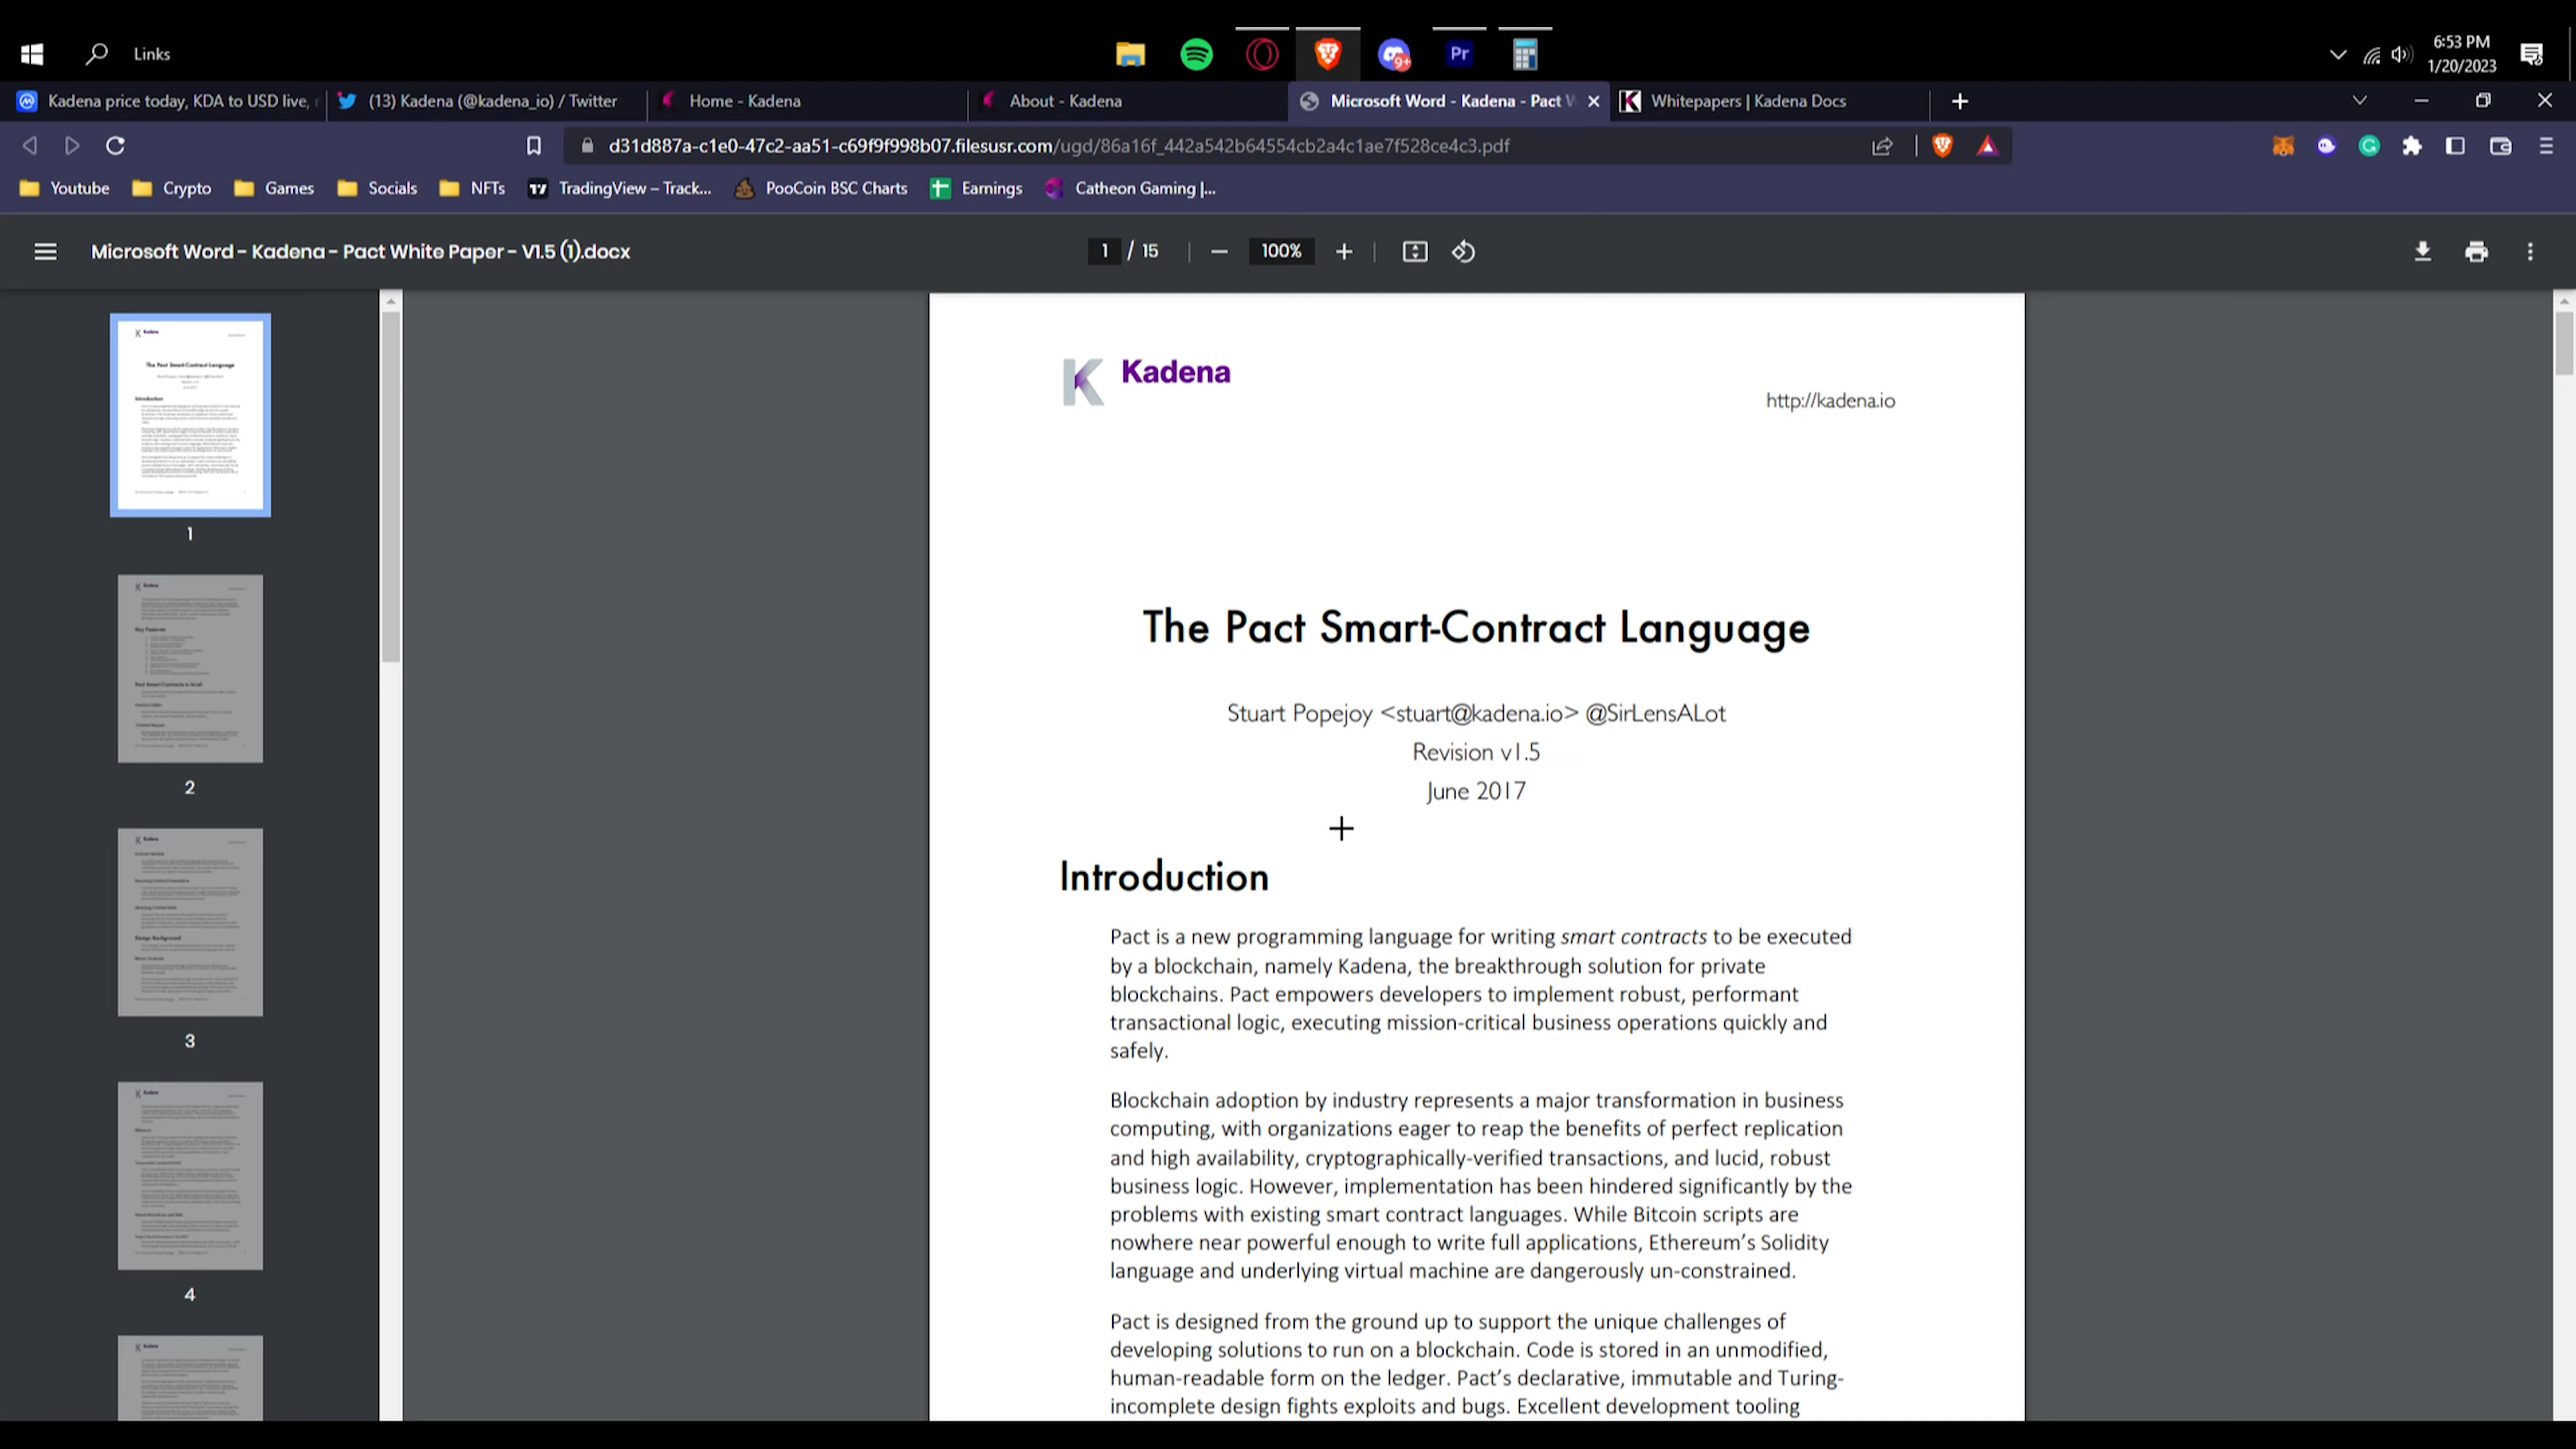 Links
9+
Pr
6:53 PM
1/20/2023
Kadena price today, KDA to USD live,
(13) Kadena (@kadena_io) / Twitter
Home - Kadena
About - Kadena
Microsoft Word - Kadena - Pact W
Whitepapers | Kadena Docs
d31d887a-c1e0-47c2-aa51-c69f9f998b07.filesusr.com/ugd/86a16f_442a542b64554cb2a4c1ae7f528ce4c3.pdf
Youtube
Crypto
Games
Socials
NFTs
TradingView – Track...
PooCoin BSC Charts
Earnings
Catheon Gaming |...
Microsoft Word - Kadena - Pact White Paper - V1.5 (1).docx
1 / 15
100%
1
2
3
4
Kadena
http://kadena.io
The Pact Smart-Contract Language
Stuart Popejoy <stuart@kadena.io> @SirLensALot
Revision v1.5
June 2017
Introduction
Pact is a new programming language for writing smart contracts to be executed
by a blockchain, namely Kadena, the breakthrough solution for private
blockchains. Pact empowers developers to implement robust, performant
transactional logic, executing mission-critical business operations quickly and
safely.
Blockchain adoption by industry represents a major transformation in business
computing, with organizations eager to reap the benefits of perfect replication
and high availability, cryptographically-verified transactions, and lucid, robust
business logic. However, implementation has been hindered significantly by the
problems with existing smart contract languages. While Bitcoin scripts are
nowhere near powerful enough to write full applications, Ethereum's Solidity
language and underlying virtual machine are dangerously un-constrained.
Pact is designed from the ground up to support the unique challenges of
developing solutions to run on a blockchain. Code is stored in an unmodified,
human-readable form on the ledger. Pact's declarative, immutable and Turing-
incomplete design fights exploits and bugs. Excellent development tooling